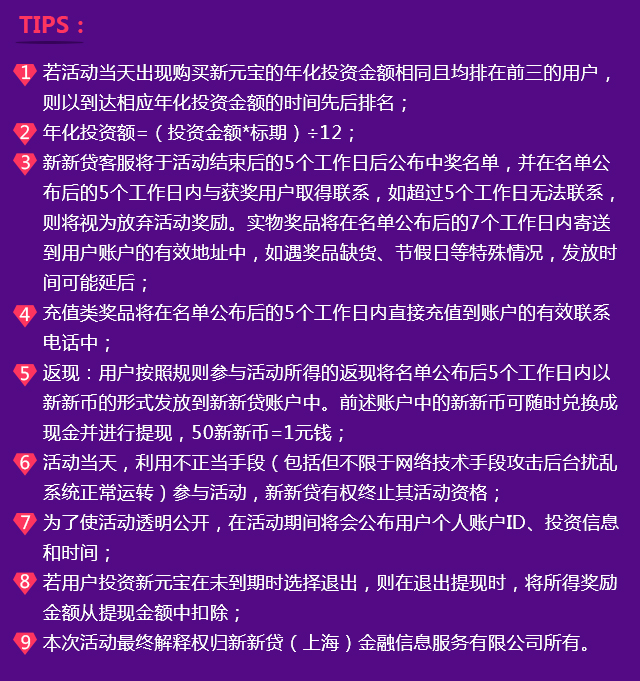 TIPS：
1 若活动当天出现购买新元宝的年化投资金额相同且均排在前三的用户，
则以到达相应年化投资金额的时间先后排名；
2 年化投资额=（投资金额*标期）÷12；
3 新新贷客服将于活动结束后的5个工作日后公布中奖名单，并在名单公
布后的5个工作日内与获奖用户取得联系，如超过5个工作日无法联系，
则将视为放弃活动奖励。实物奖品将在名单公布后的7个工作日内寄送
到用户账户的有效地址中，如遇奖品缺货、节假日等特殊情况，发放时
间可能延后；
4 充值类奖品将在名单公布后的5个工作日内直接充值到账户的有效联系
电话中；
5 返现：用户按照规则参与活动所得的返现将名单公布后5个工作日内以
新新币的形式发放到新新贷账户中。前述账户中的新新币可随时兑换成
现金并进行提现，50新新币=1元钱；
6 活动当天，利用不正当手段（包括但不限于网络技术手段攻击后台扰乱
系统正常运转）参与活动，新新贷有权终止其活动资格；
7 为了使活动透明公开，在活动期间将会公布用户个人账户ID、投资信息
和时间；
8 若用户投资新元宝在未到期时选择退出，则在退出提现时，将所得奖励
金额从提现金额中扣除；
9 本次活动最终解释权归新新贷（上海）金融信息服务有限公司所有。